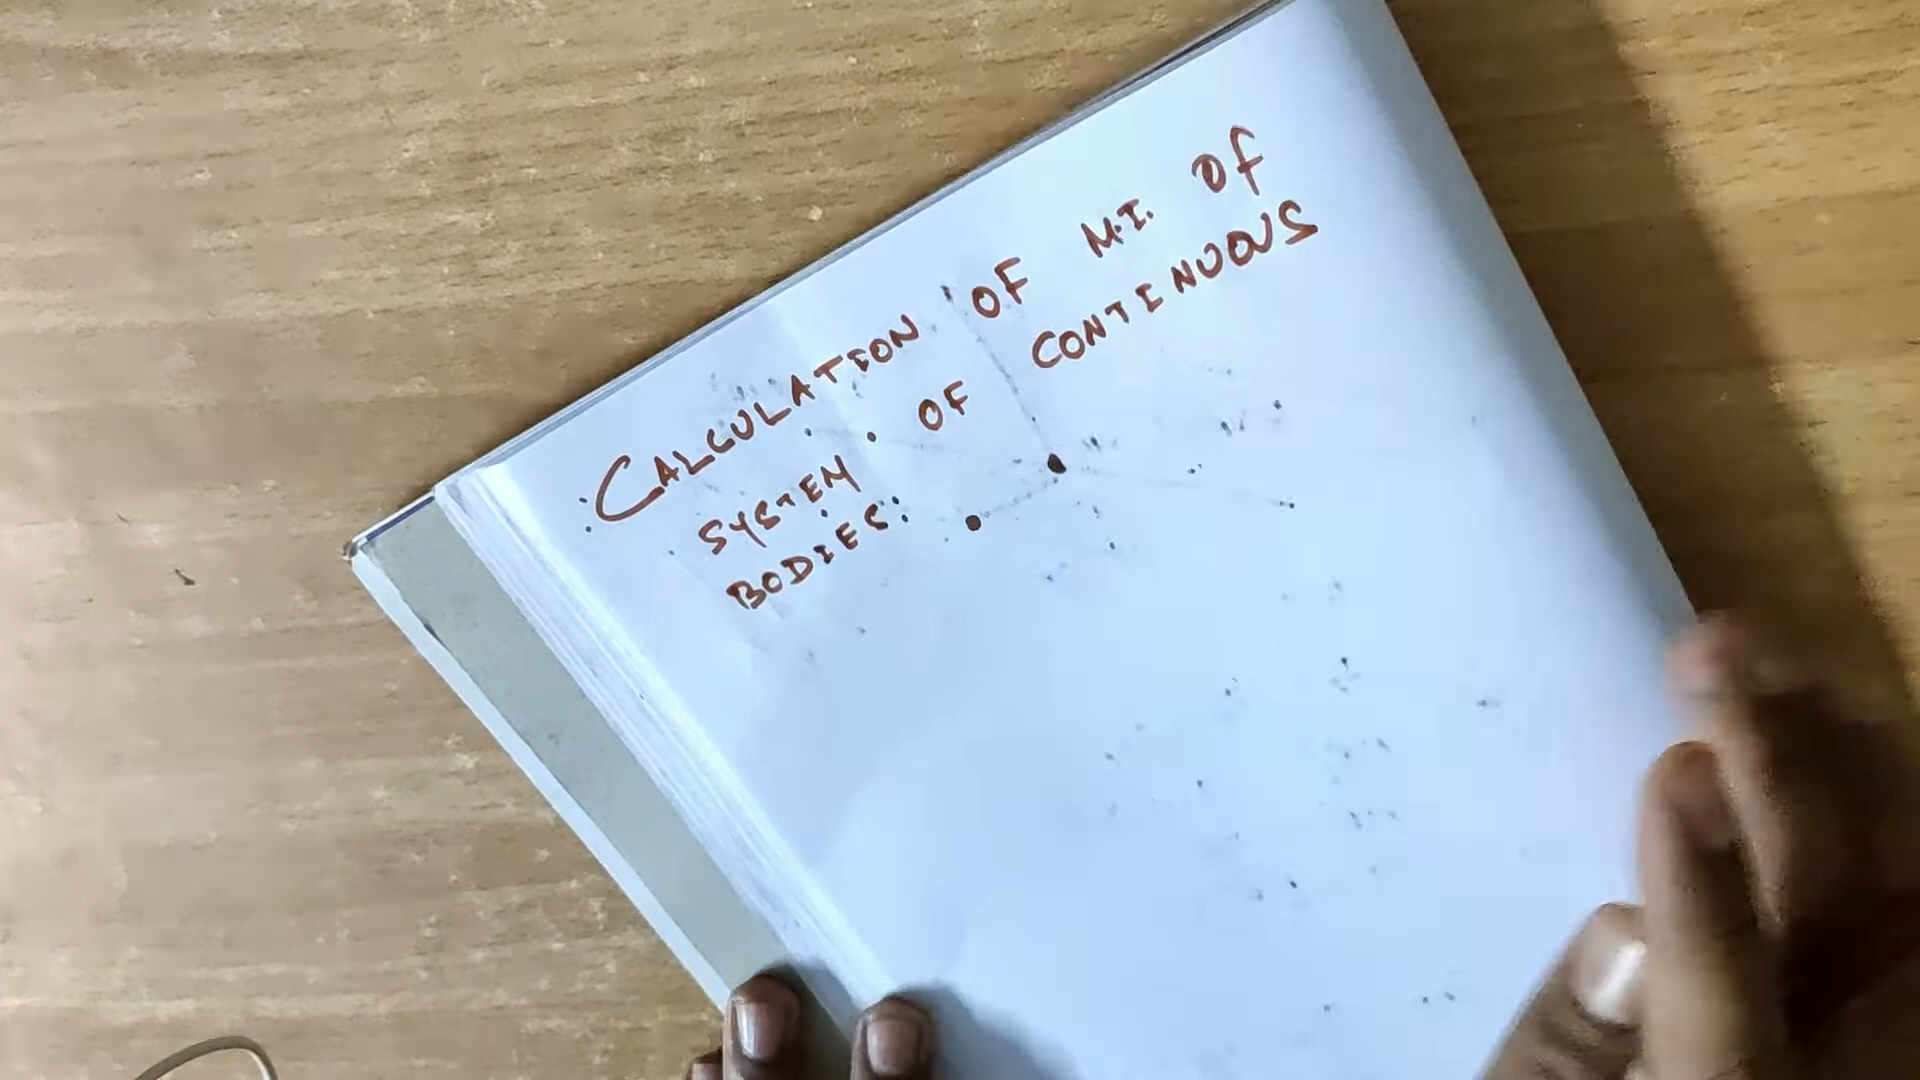 :CALCULATION OF M.I. Of
SYSTEM OF CONTINUOUS
BODIES: